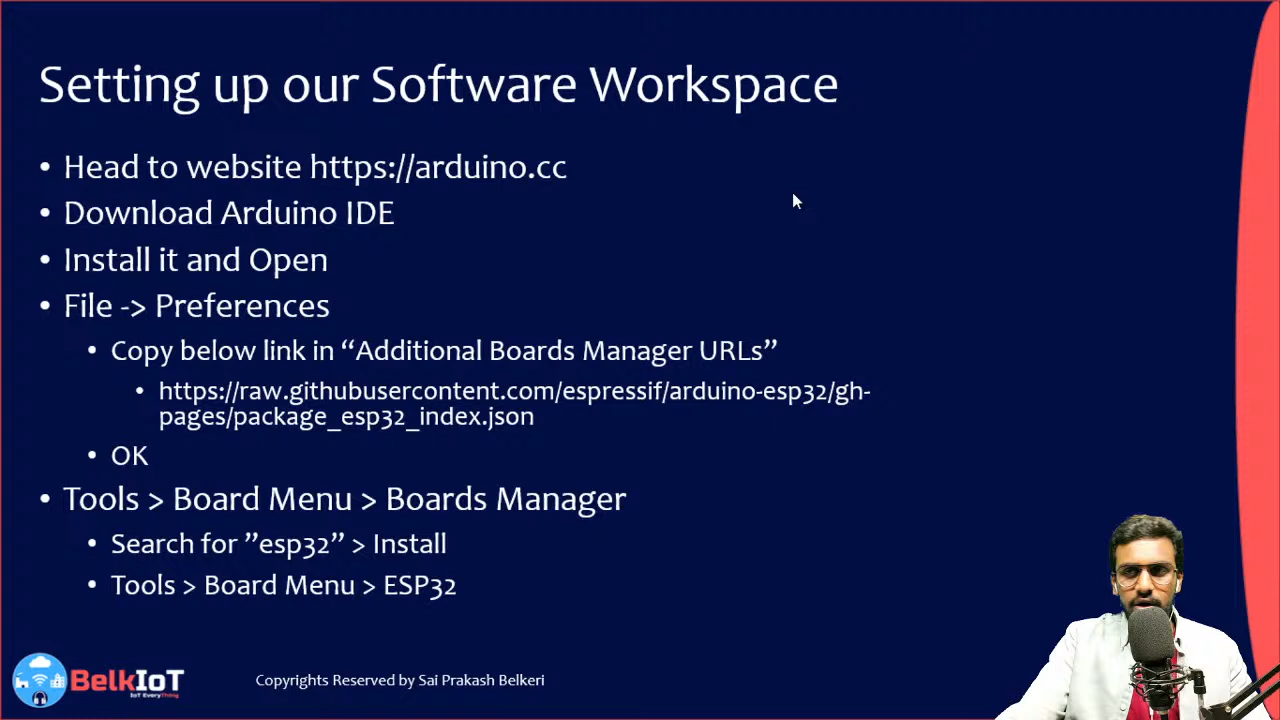 Setting up our Software Workspace
• Head to website https://arduino.cc
• Download Arduino IDE
• Install it and Open
• File -> Preferences
• Copy below link in “Additional Boards Manager URLs”
• https://raw.githubusercontent.com/espressif/arduino-esp32/gh-
pages/package_esp32_index.json
• OK
• Tools > Board Menu > Boards Manager
• Search for ”esp32” > Install
• Tools > Board Menu > ESP32
BelkIoT
IoT EveryThing
Copyrights Reserved by Sai Prakash Belkeri